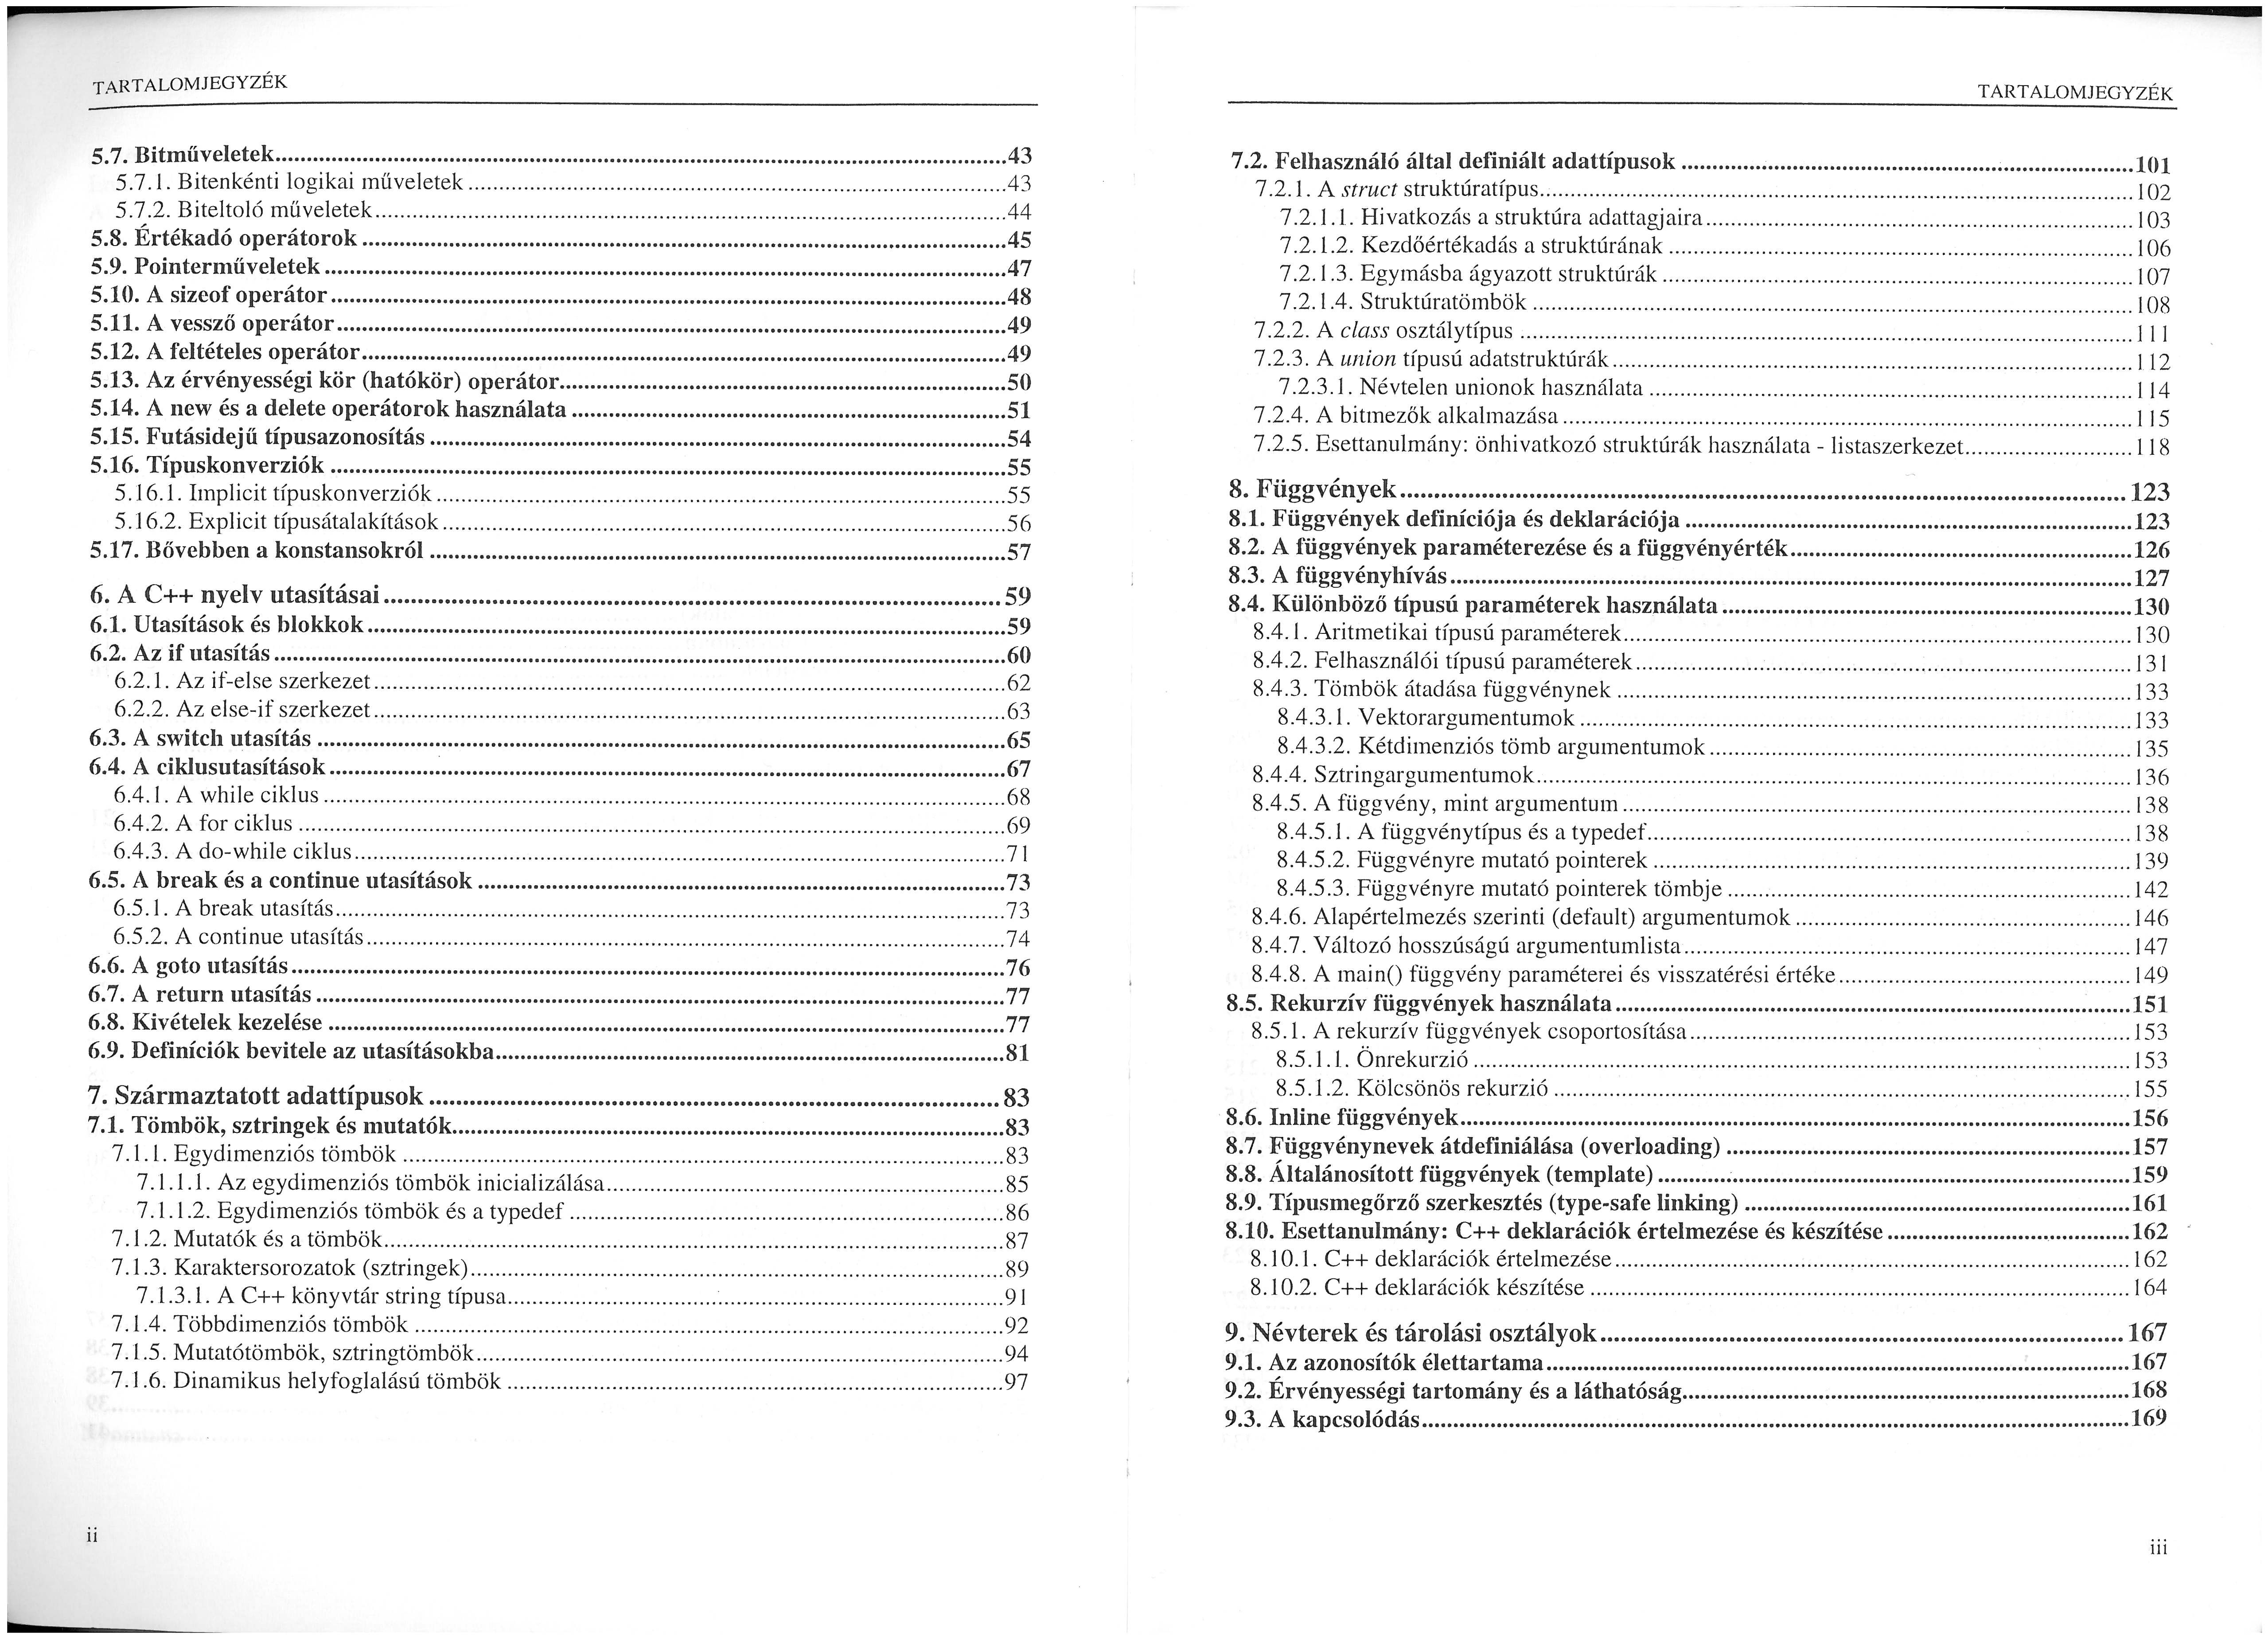 TARTALOMJEGYZÉK
5.7. Bitműveletek....43
5.7.1. Bitenkénti logikai műveletek....43
5.7.2. Biteltoló műveletek....44
5.8. Értékadó operátorok....45
5.9. Pointerműveletek....47
5.10. A sizeof operátor....48
5.11. A vessző operátor....49
5.12. A feltételes operátor....49
5.13. Az érvényességi kör (hatókör) operátor....50
5.14. A new és a delete operátorok használata....51
5.15. Futásidejű típusazonosítás....54
5.16. Típuskonverziók....55
5.16.1. Implicit típuskonverziók....55
5.16.2. Explicit típusátalakítások....56
5.17. Bővebben a konstansokról....57
6. A C++ nyelv utasításai....59
6.1. Utasítások és blokkok....59
6.2. Az if utasítás....60
6.2.1. Az if-else szerkezet....62
6.2.2. Az else-if szerkezet....63
6.3. A switch utasítás....65
6.4. A ciklusutasítások....67
6.4.1. A while ciklus....68
6.4.2. A for ciklus....69
6.4.3. A do-while ciklus....71
6.5. A break és a continue utasítások....73
6.5.1. A break utasítás....73
6.5.2. A continue utasítás....74
6.6. A goto utasítás....76
6.7. A return utasítás....77
6.8. Kivételek kezelése....77
6.9. Definíciók bevitele az utasításokba....81
7. Származtatott adattípusok....83
7.1. Tömbök, sztringek és mutatók....83
7.1.1. Egydimenziós tömbök....83
7.1.1.1. Az egydimenziós tömbök inicializálása....85
7.1.1.2. Egydimenziós tömbök és a typedef....86
7.1.2. Mutatók és a tömbök....87
7.1.3. Karaktersorozatok (sztringek)....89
7.1.3.1. A C++ könyvtár string típusa....91
7.1.4. Többdimenziós tömbök....92
7.1.5. Mutatótömbök, sztringtömbök....94
7.1.6. Dinamikus helyfoglalású tömbök....97
ii
TARTALOMJEGYZÉK
7.2. Felhasználó által definiált adattípusok....101
7.2.1. A struct struktúratípus....102
7.2.1.1. Hivatkozás a struktúra adattagjaira....103
7.2.1.2. Kezdőértékadás a struktúrának....106
7.2.1.3. Egymásba ágyazott struktúrák....107
7.2.1.4. Struktúratömbök....108
7.2.2. A class osztálytípus....111
7.2.3. A union típusú adatstruktúrák....112
7.2.3.1. Névtelen unionok használata....114
7.2.4. A bitmezők alkalmazása....115
7.2.5. Esettanulmány: önhivatkozó struktúrák használata - listaszerkezet....118
8. Függvények....123
8.1. Függvények definíciója és deklarációja....123
8.2. A függvények paraméterezése és a függvényérték....126
8.3. A függvényhívás....127
8.4. Különböző típusú paraméterek használata....130
8.4.1. Aritmetikai típusú paraméterek....130
8.4.2. Felhasználói típusú paraméterek....131
8.4.3. Tömbök átadása függvénynek....133
8.4.3.1. Vektorargumentumok....133
8.4.3.2. Kétdimenziós tömb argumentumok....135
8.4.4. Sztringargumentumok....136
8.4.5. A függvény, mint argumentum....138
8.4.5.1. A függvénytípus és a typedef....138
8.4.5.2. Függvényre mutató pointerek....139
8.4.5.3. Függvényre mutató pointerek tömbje....142
8.4.6. Alapértelmezés szerinti (default) argumentumok....146
8.4.7. Változó hosszúságú argumentumlista....147
8.4.8. A main() függvény paraméterei és visszatérési értéke....149
8.5. Rekurzív függvények használata....151
8.5.1. A rekurzív függvények csoportosítása....153
8.5.1.1. Önrekurzió....153
8.5.1.2. Kölcsönös rekurzió....155
8.6. Inline függvények....156
8.7. Függvénynevek átdefiniálása (overloading)....157
8.8. Általánosított függvények (template)....159
8.9. Típusmegőrző szerkesztés (type-safe linking)....161
8.10. Esettanulmány: C++ deklarációk értelmezése és készítése....162
8.10.1. C++ deklarációk értelmezése....162
8.10.2. C++ deklarációk készítése....164
9. Névterek és tárolási osztályok....167
9.1. Az azonosítók élettartama....167
9.2. Érvényességi tartomány és a láthatóság....168
9.3. A kapcsolódás....169
iii